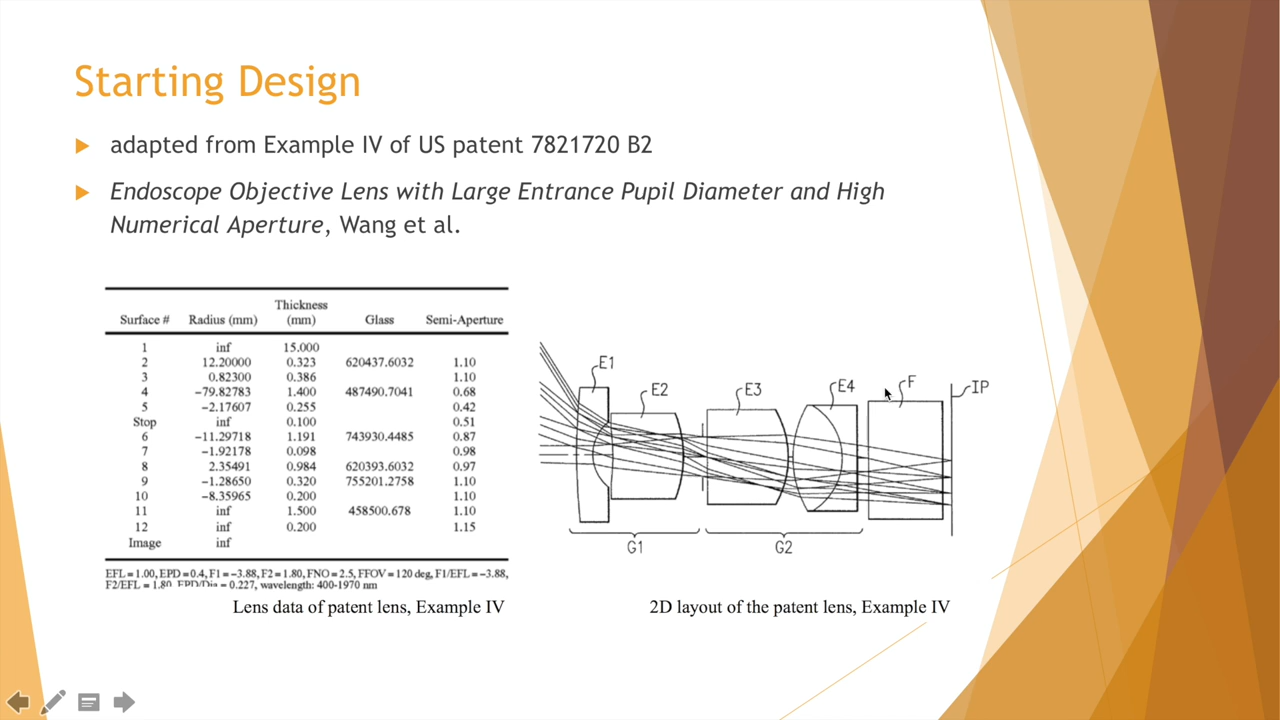 Starting Design
adapted from Example IV of US patent 7821720 B2
Endoscope Objective Lens with Large Entrance Pupil Diameter and High
Numerical Aperture, Wang et al.
Thickness
Surface # Radius (mm) (mm) Glass Semi-Aperture
1 inf 15.000
2 12.20000 0.323 620437.6032 1.10
3 0.82300 0.386 1.10
4 −79.82783 1.400 487490.7041 0.68
5 −2.17607 0.255 0.42
Stop inf 0.100 0.51
6 −11.29718 1.191 743930.4485 0.87
7 −1.92178 0.098 0.98
8 2.35491 0.984 620393.6032 0.97
9 −1.28650 0.320 755201.2758 1.10
10 −8.35965 0.200 1.10
11 inf 1.500 458500.678 1.10
12 inf 0.200 1.15
Image inf
EFL = 1.00, EPD = 0.4, F1 = −3.88, F2 = 1.80, FNO = 2.5, FFOV = 120 deg, F1/EFL = −3.88,
F2/EFL = 1.80, EPD/Dia = 0.227, wavelength: 400-1970 nm
Lens data of patent lens, Example IV
E1
E2
E3
E4
F
IP
G1
G2
2D layout of the patent lens, Example IV